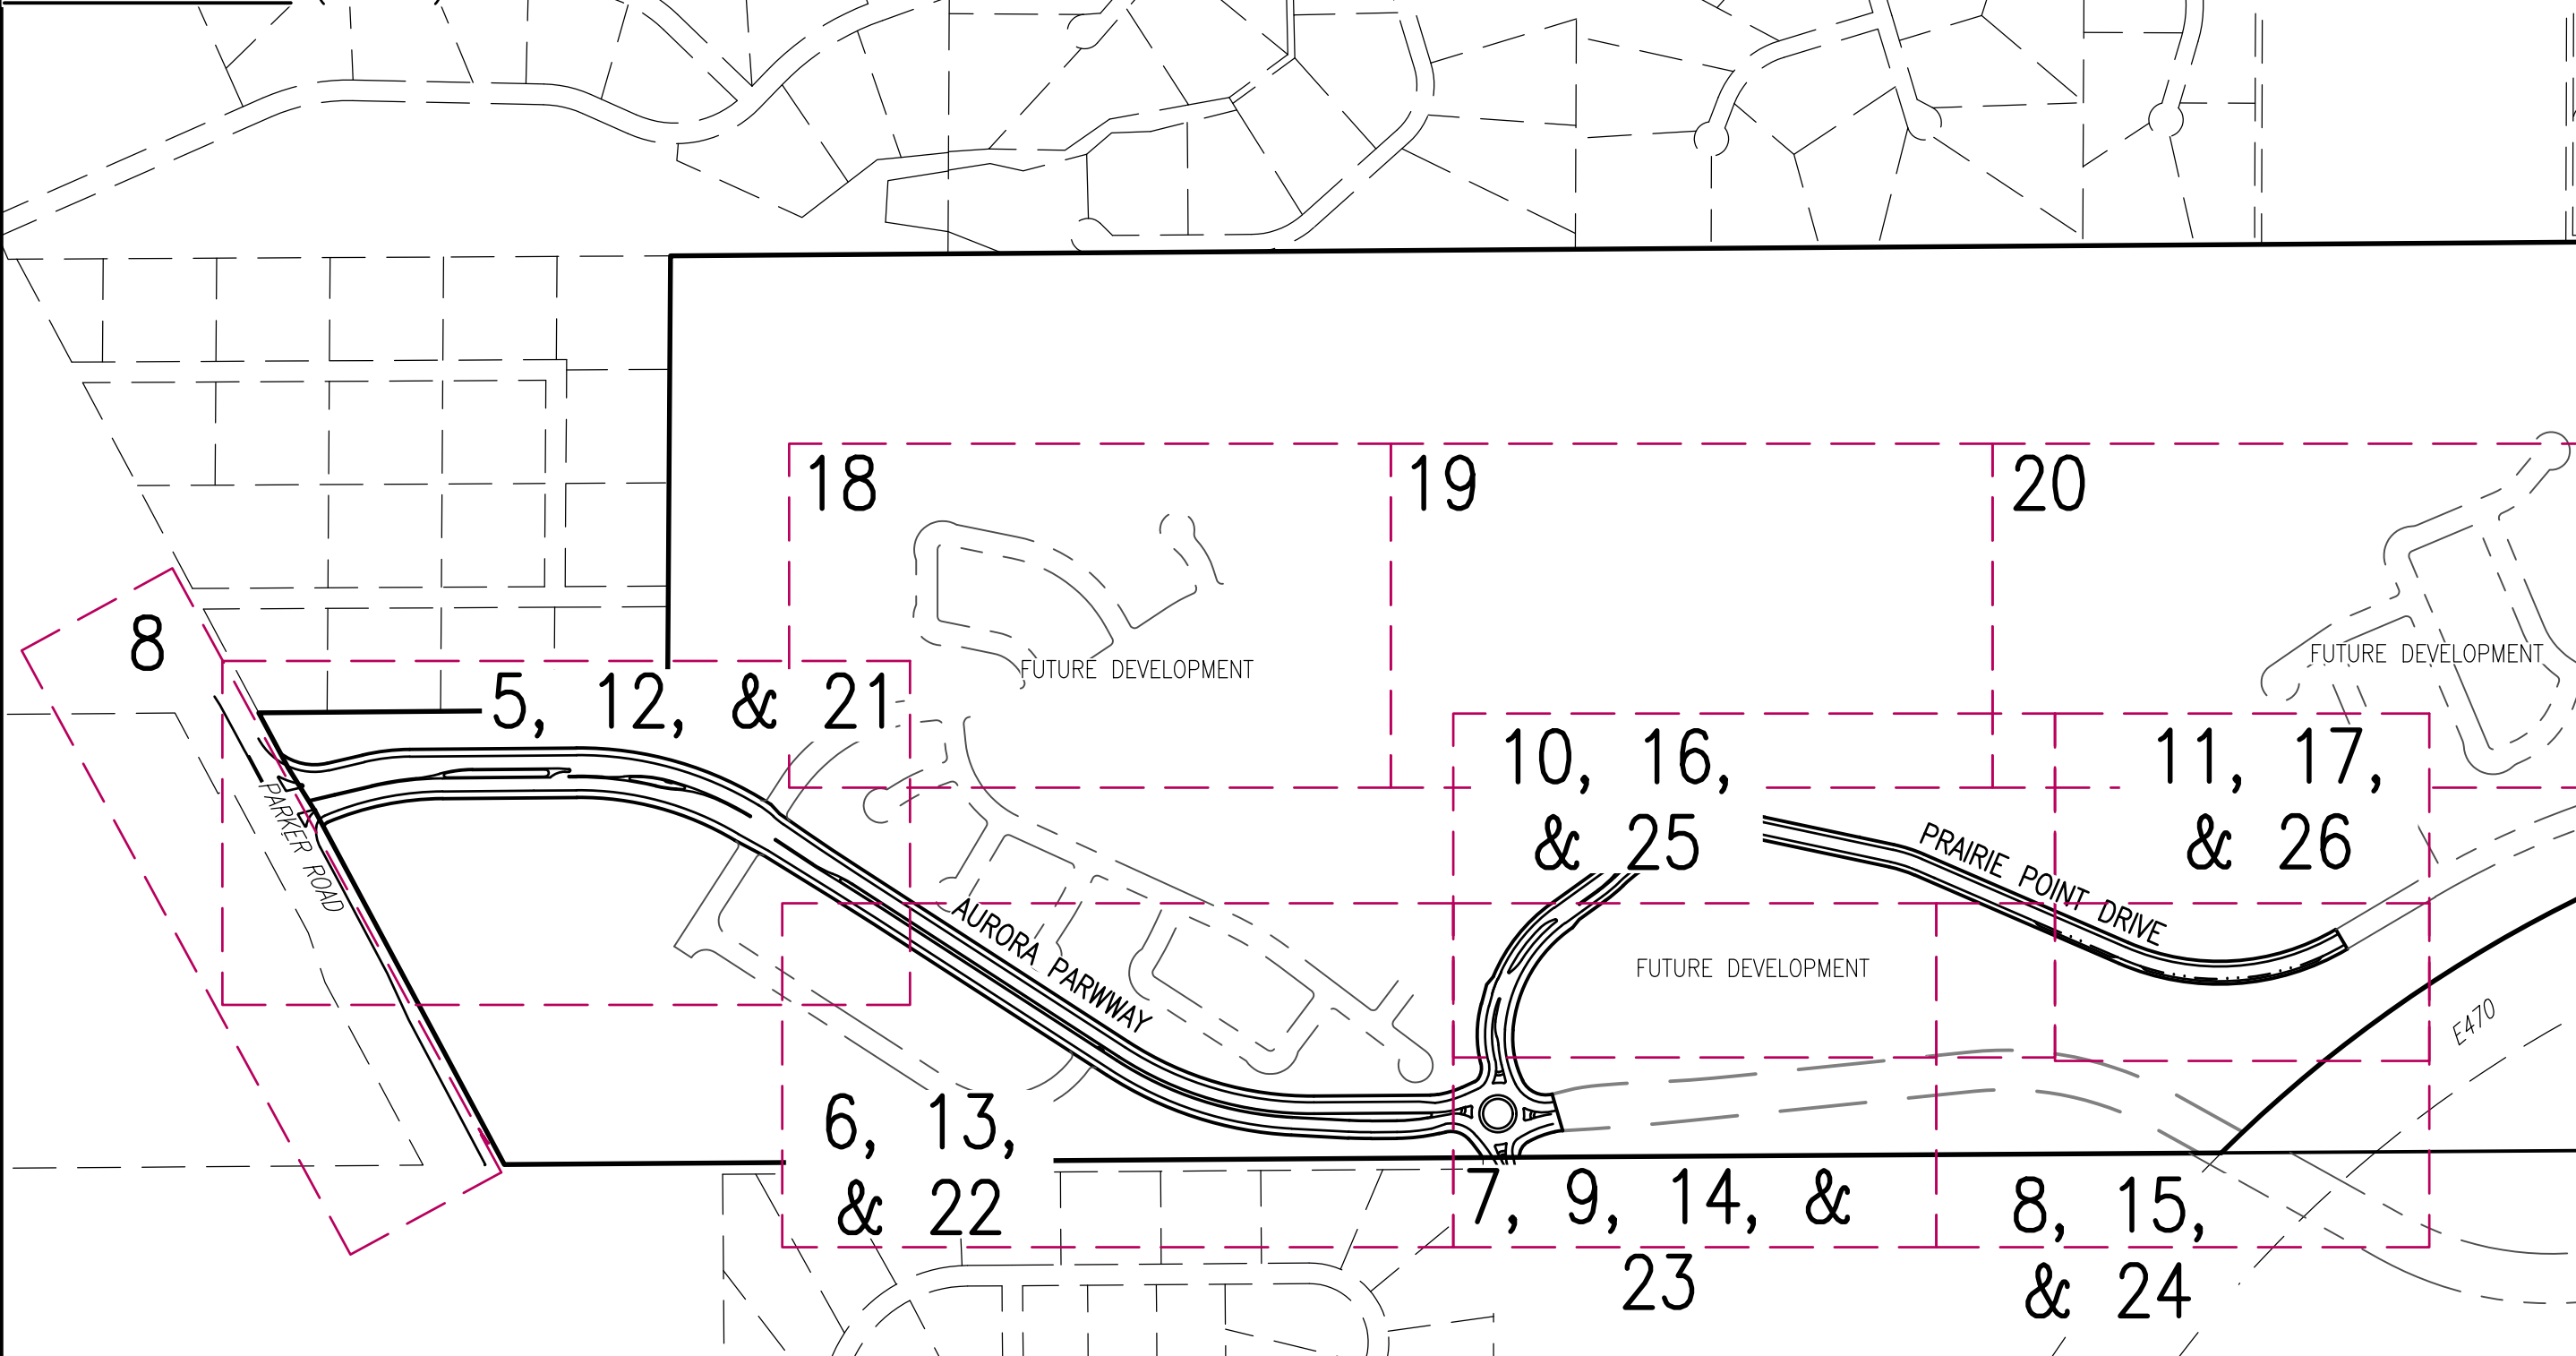 18
19
20
8
FUTURE DEVELOPMENT
FUTURE DEVELOPMENT
5, 12, & 21
10, 16,
& 25
11, 17,
& 26
PARKER ROAD
PRAIRIE POINT DRIVE
AURORA PARWWAY
FUTURE DEVELOPMENT
E470
6, 13,
& 22
7, 9, 14, &
23
8, 15,
& 24